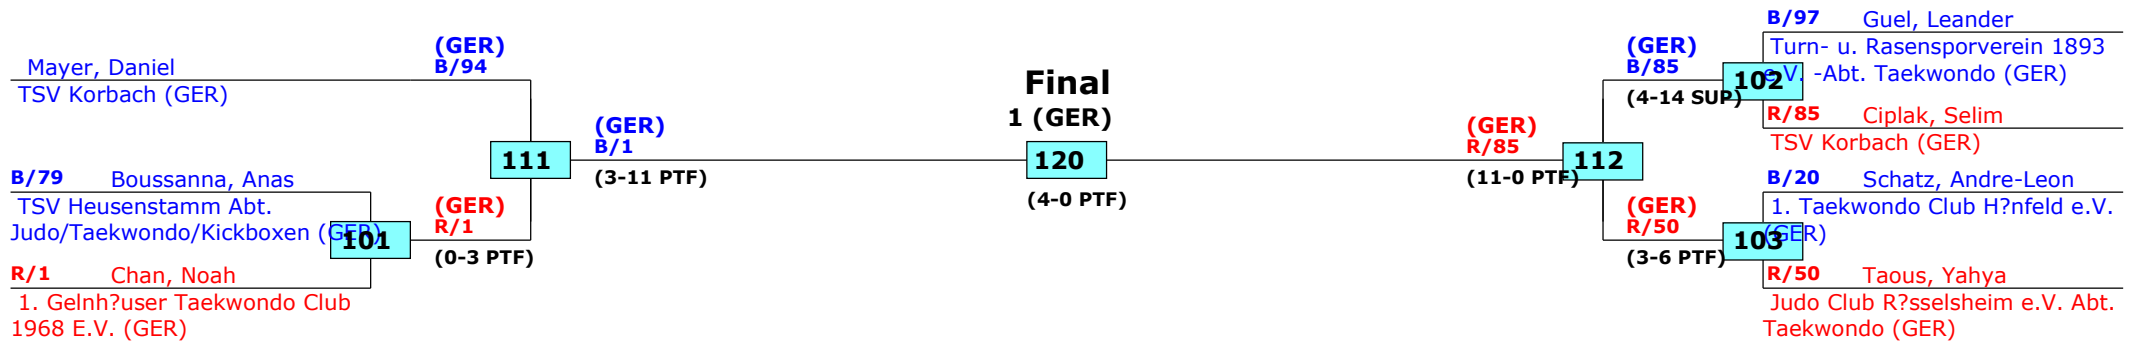 Mayer, Daniel
TSV Korbach (GER)
(GER)
B/94
B/79 Boussanna, Anas
TSV Heusenstamm Abt.
Judo/Taekwondo/Kickboxen (GER)
101
R/1 Chan, Noah
1. Gelnh?user Taekwondo Club
1968 E.V. (GER)
(GER)
R/1
(0-3 PTF)
111
(GER)
B/1
(3-11 PTF)
Final
1 (GER)
120
(4-0 PTF)
(GER)
R/85
(11-0 PTF)
112
(GER)
B/85
(4-14 SUP)
102
B/97 Guel, Leander
Turn- u. Rasensporverein 1893
e.V. -Abt. Taekwondo (GER)
R/85 Ciplak, Selim
TSV Korbach (GER)
(GER)
R/50
(3-6 PTF)
103
B/20 Schatz, Andre-Leon
1. Taekwondo Club H?nfeld e.V.
(GER)
R/50 Taous, Yahya
Judo Club R?sselsheim e.V. Abt.
Taekwondo (GER)